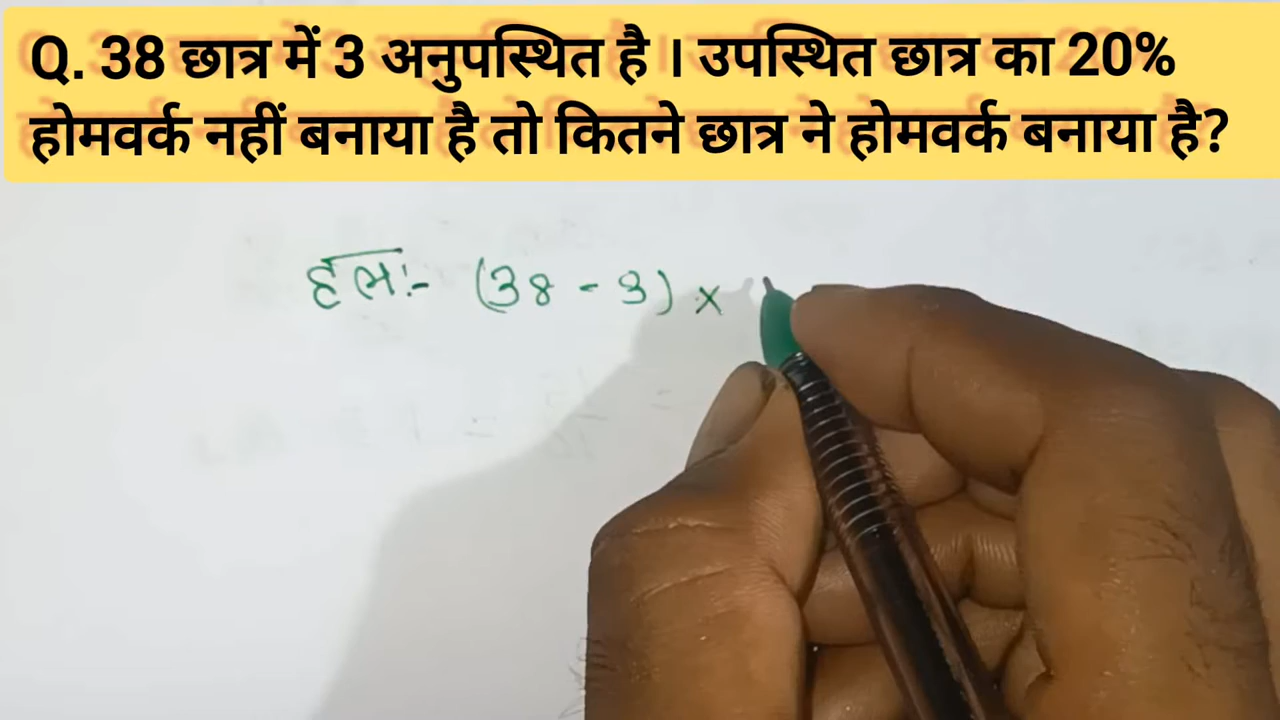 Q. 38 छात्र में 3 अनुपस्थित है । उपस्थित छात्र का 20%
होमवर्क नहीं बनाया है तो कितने छात्र ने होमवर्क बनाया है?
हल:- (38 - 3) ×